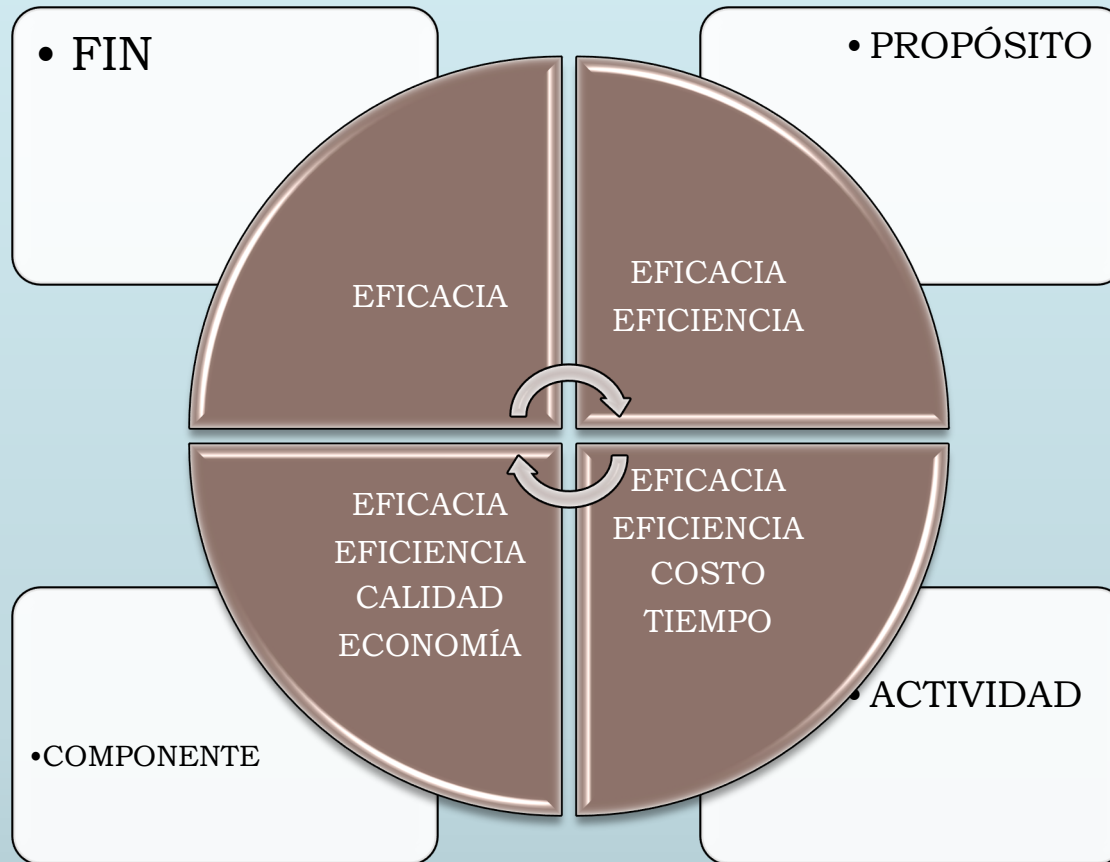 • FIN
• PROPÓSITO
EFICACIA
EFICACIA
EFICIENCIA
EFICACIA
EFICIENCIA
CALIDAD
ECONOMÍA
EFICACIA
EFICIENCIA
COSTO
TIEMPO
•COMPONENTE
• ACTIVIDAD